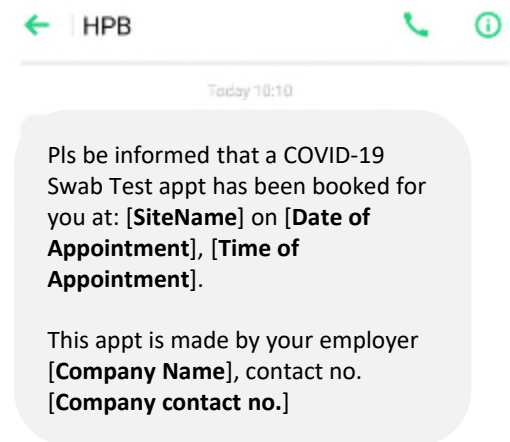 HPB
Today 10:10
Pls be informed that a COVID-19
Swab Test appt has been booked for
you at: [SiteName] on [Date of
Appointment], [Time of
Appointment].
This appt is made by your employer
[Company Name], contact no.
[Company contact no.]